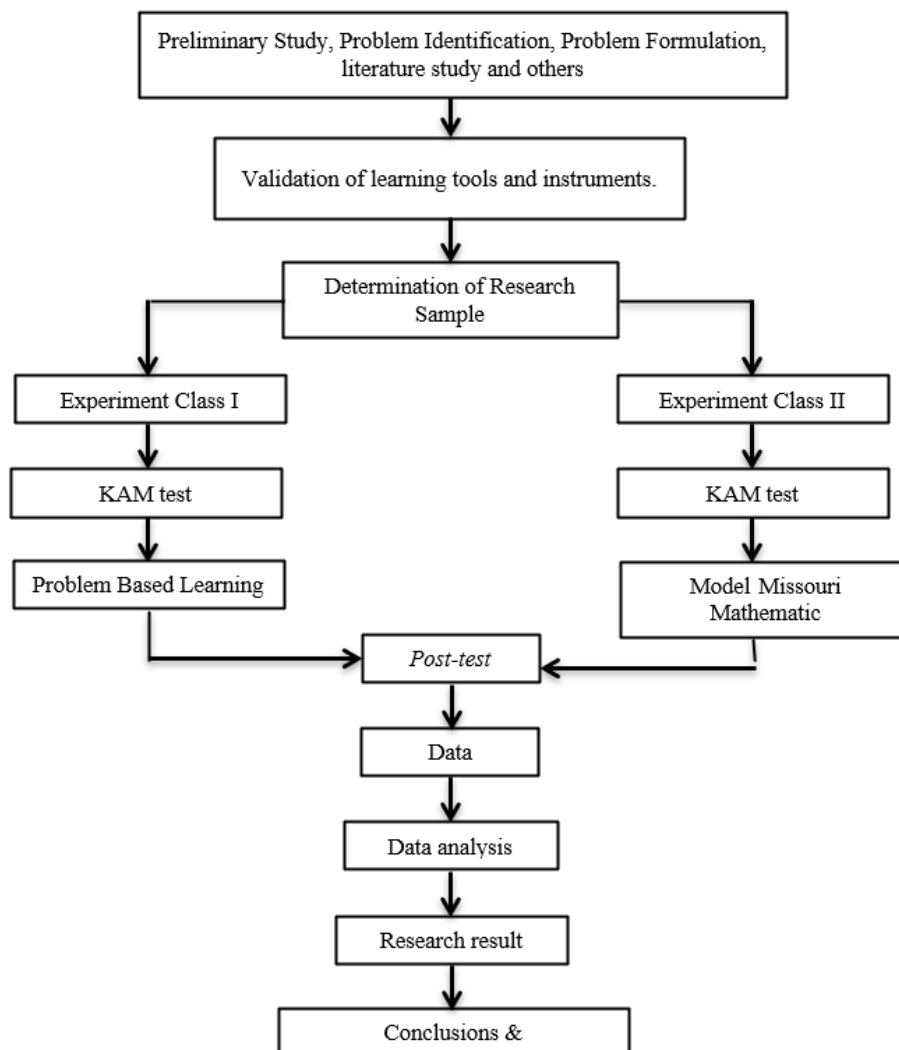 Preliminary Study, Problem Identification, Problem Formulation,
literature study and others
Validation of learning tools and instruments.
Determination of Research
Sample
Experiment Class I
Experiment Class II
KAM test
KAM test
Problem Based Learning
Model Missouri
Mathematic
Post-test
Data
Data analysis
Research result
Conclusions &